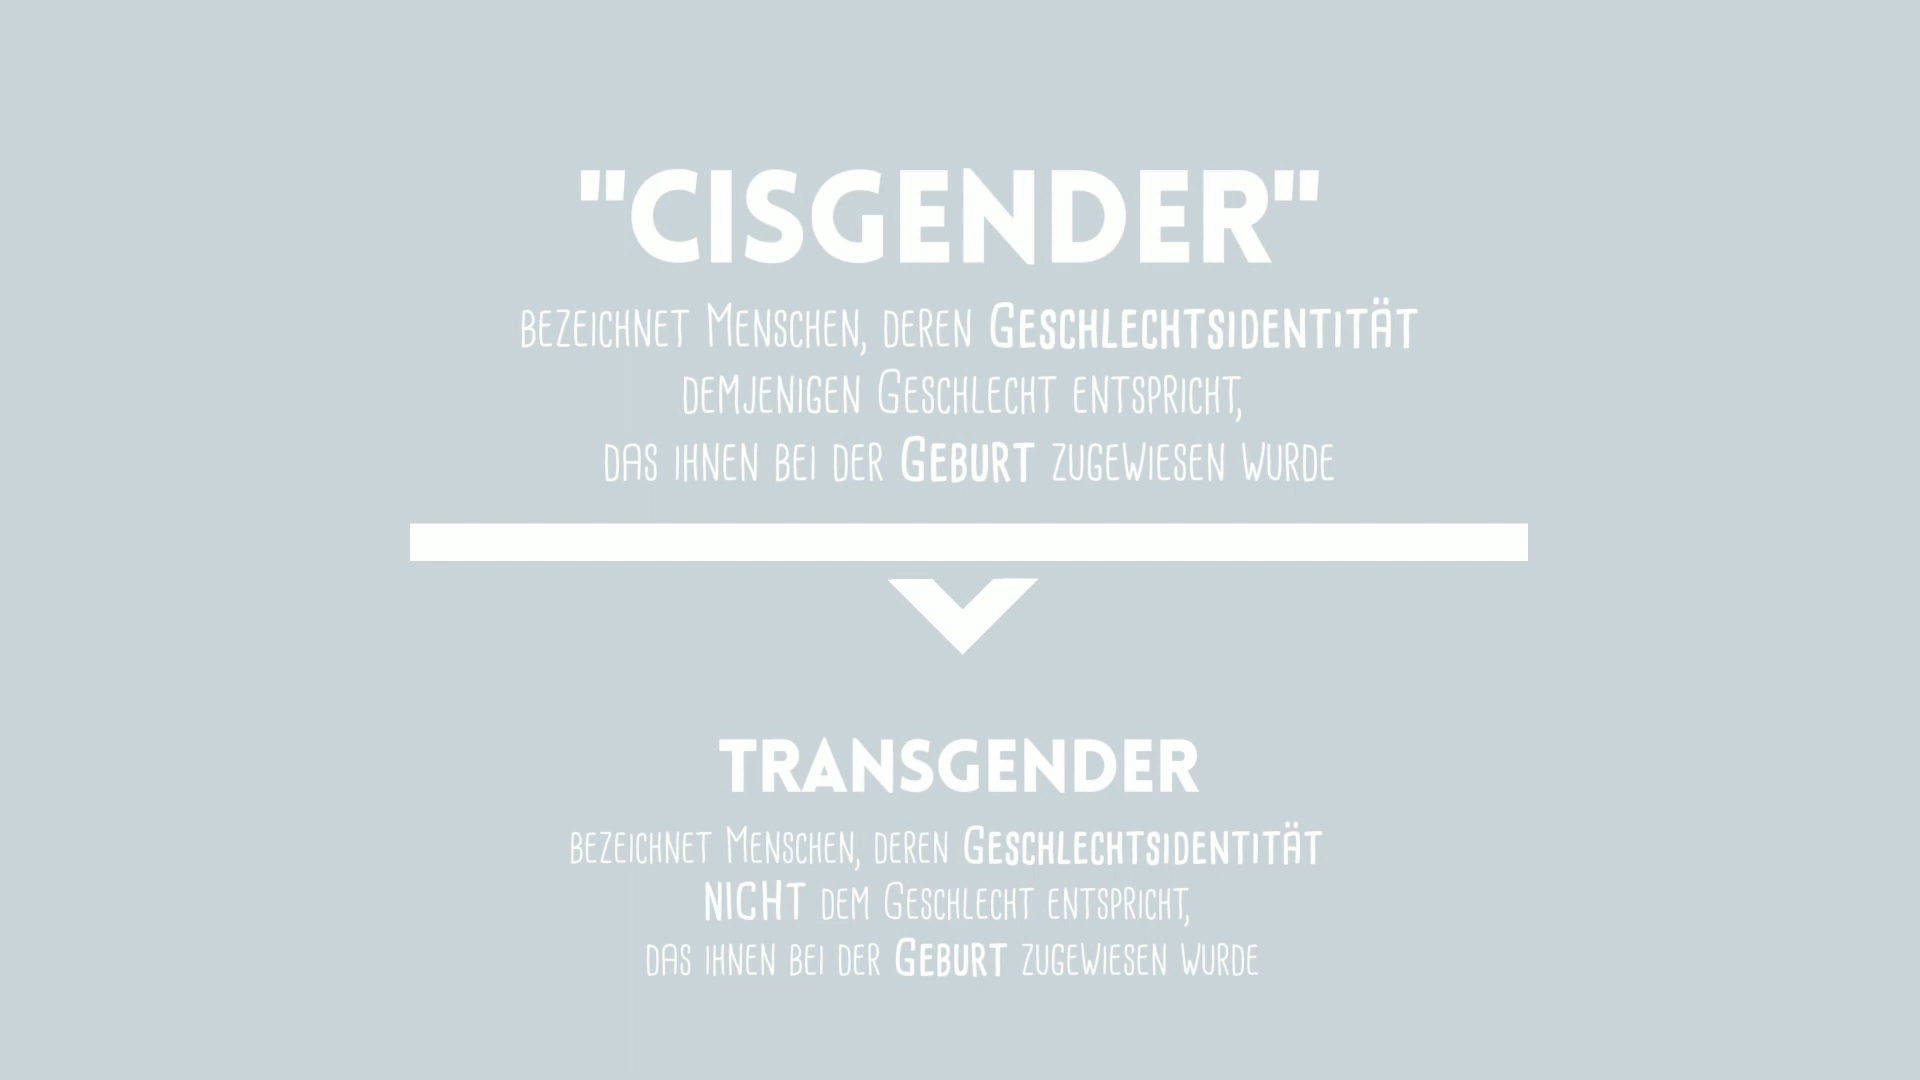 "CISGENDER"
BEZEICHNET MENSCHEN, DEREN GESCHLECHTSIDENTITÄT
DEMJENIGEN GESCHLECHT ENTSPRICHT,
DAS IHNEN BEI DER GEBURT ZUGEWIESEN WURDE
TRANSGENDER
BEZEICHNET MENSCHEN, DEREN GESCHLECHTSIDENTITÄT
NICHT DEM GESCHLECHT ENTSPRICHT,
DAS IHNEN BEI DER GEBURT ZUGEWIESEN WURDE